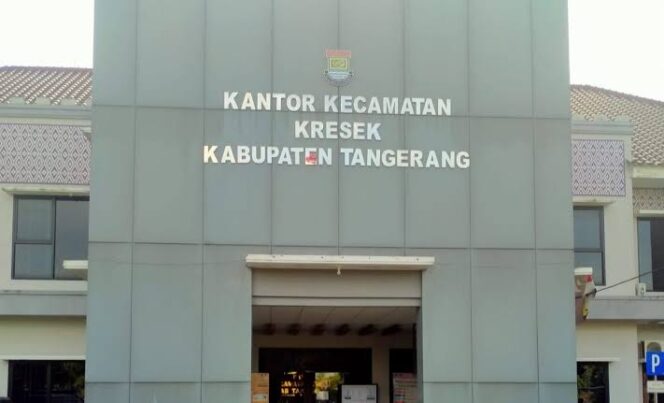 KANTOR KECAMATAN
KRESEK
KABUPATEN TANGERANG
P